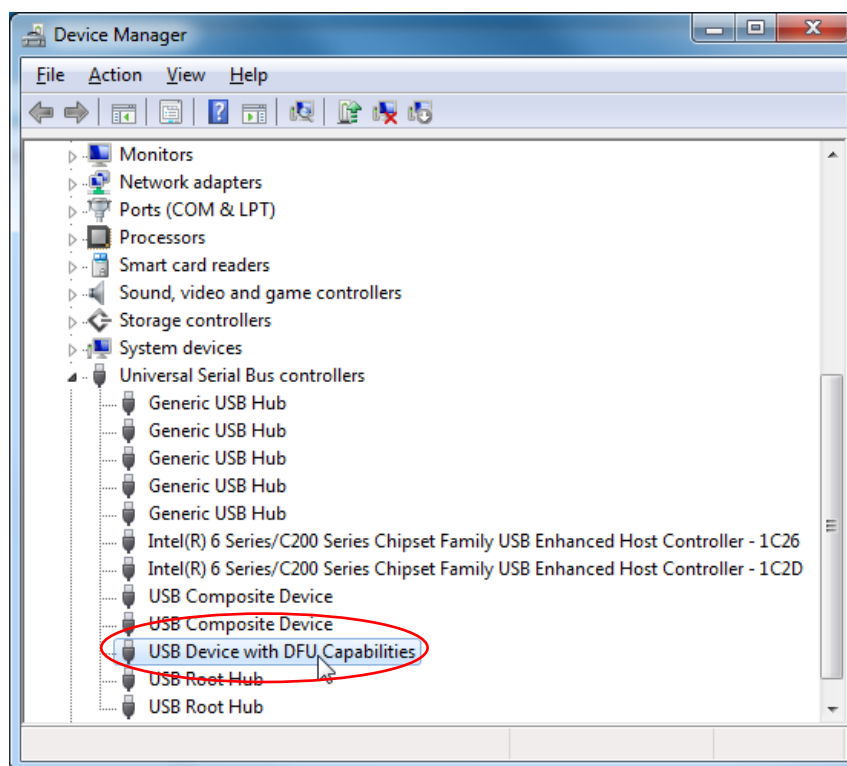 Device Manager
File Action View Help
Monitors
Network adapters
Ports (COM & LPT)
Processors
Smart card readers
Sound, video and game controllers
Storage controllers
System devices
Universal Serial Bus controllers
Generic USB Hub
Generic USB Hub
Generic USB Hub
Generic USB Hub
Generic USB Hub
Intel(R) 6 Series/C200 Series Chipset Family USB Enhanced Host Controller - 1C26
Intel(R) 6 Series/C200 Series Chipset Family USB Enhanced Host Controller - 1C2D
USB Composite Device
USB Composite Device
USB Device with DFU Capabilities
USB Root Hub
USB Root Hub